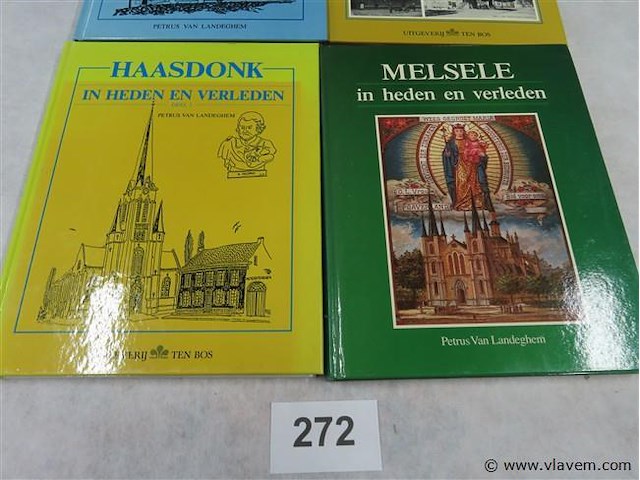 PETRUS VAN LANDEGHEM
UITGEVERIJ TEN BOS
HAASDONK
IN HEDEN EN VERLEDEN
PETRUS VAN LANDEGHEM
EVERIJ TEN BOS
MELSELE
in heden en verleden
Petrus Van Landeghem
272
© www.vlavem.com